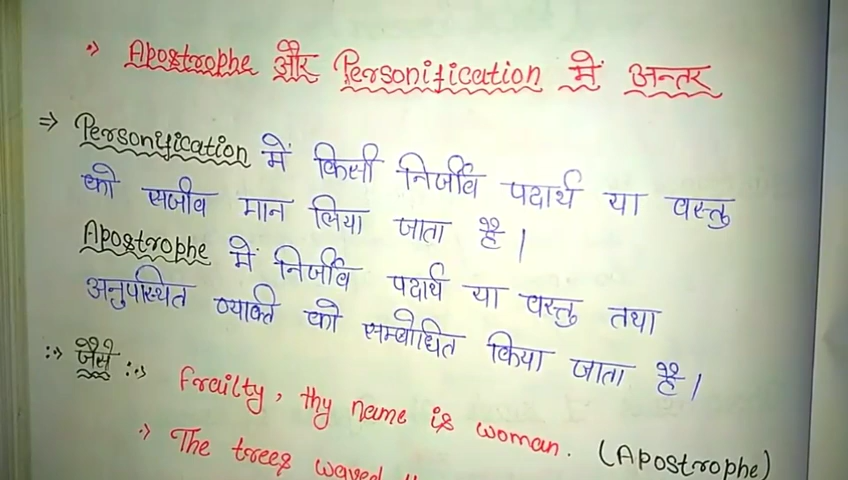 Apostrophe और Personification में अन्तर
⇒ Personification में किसी निर्जीव पदार्थ या वस्तु
को सजीव मान लिया जाता है।
Apostrophe में निर्जीव पदार्थ या वस्तु तथा
अनुपस्थित व्यक्ति को सम्बोधित किया जाता है।
जैसे :-> Frailty, thy name is woman. (Apostrophe)
The trees waved